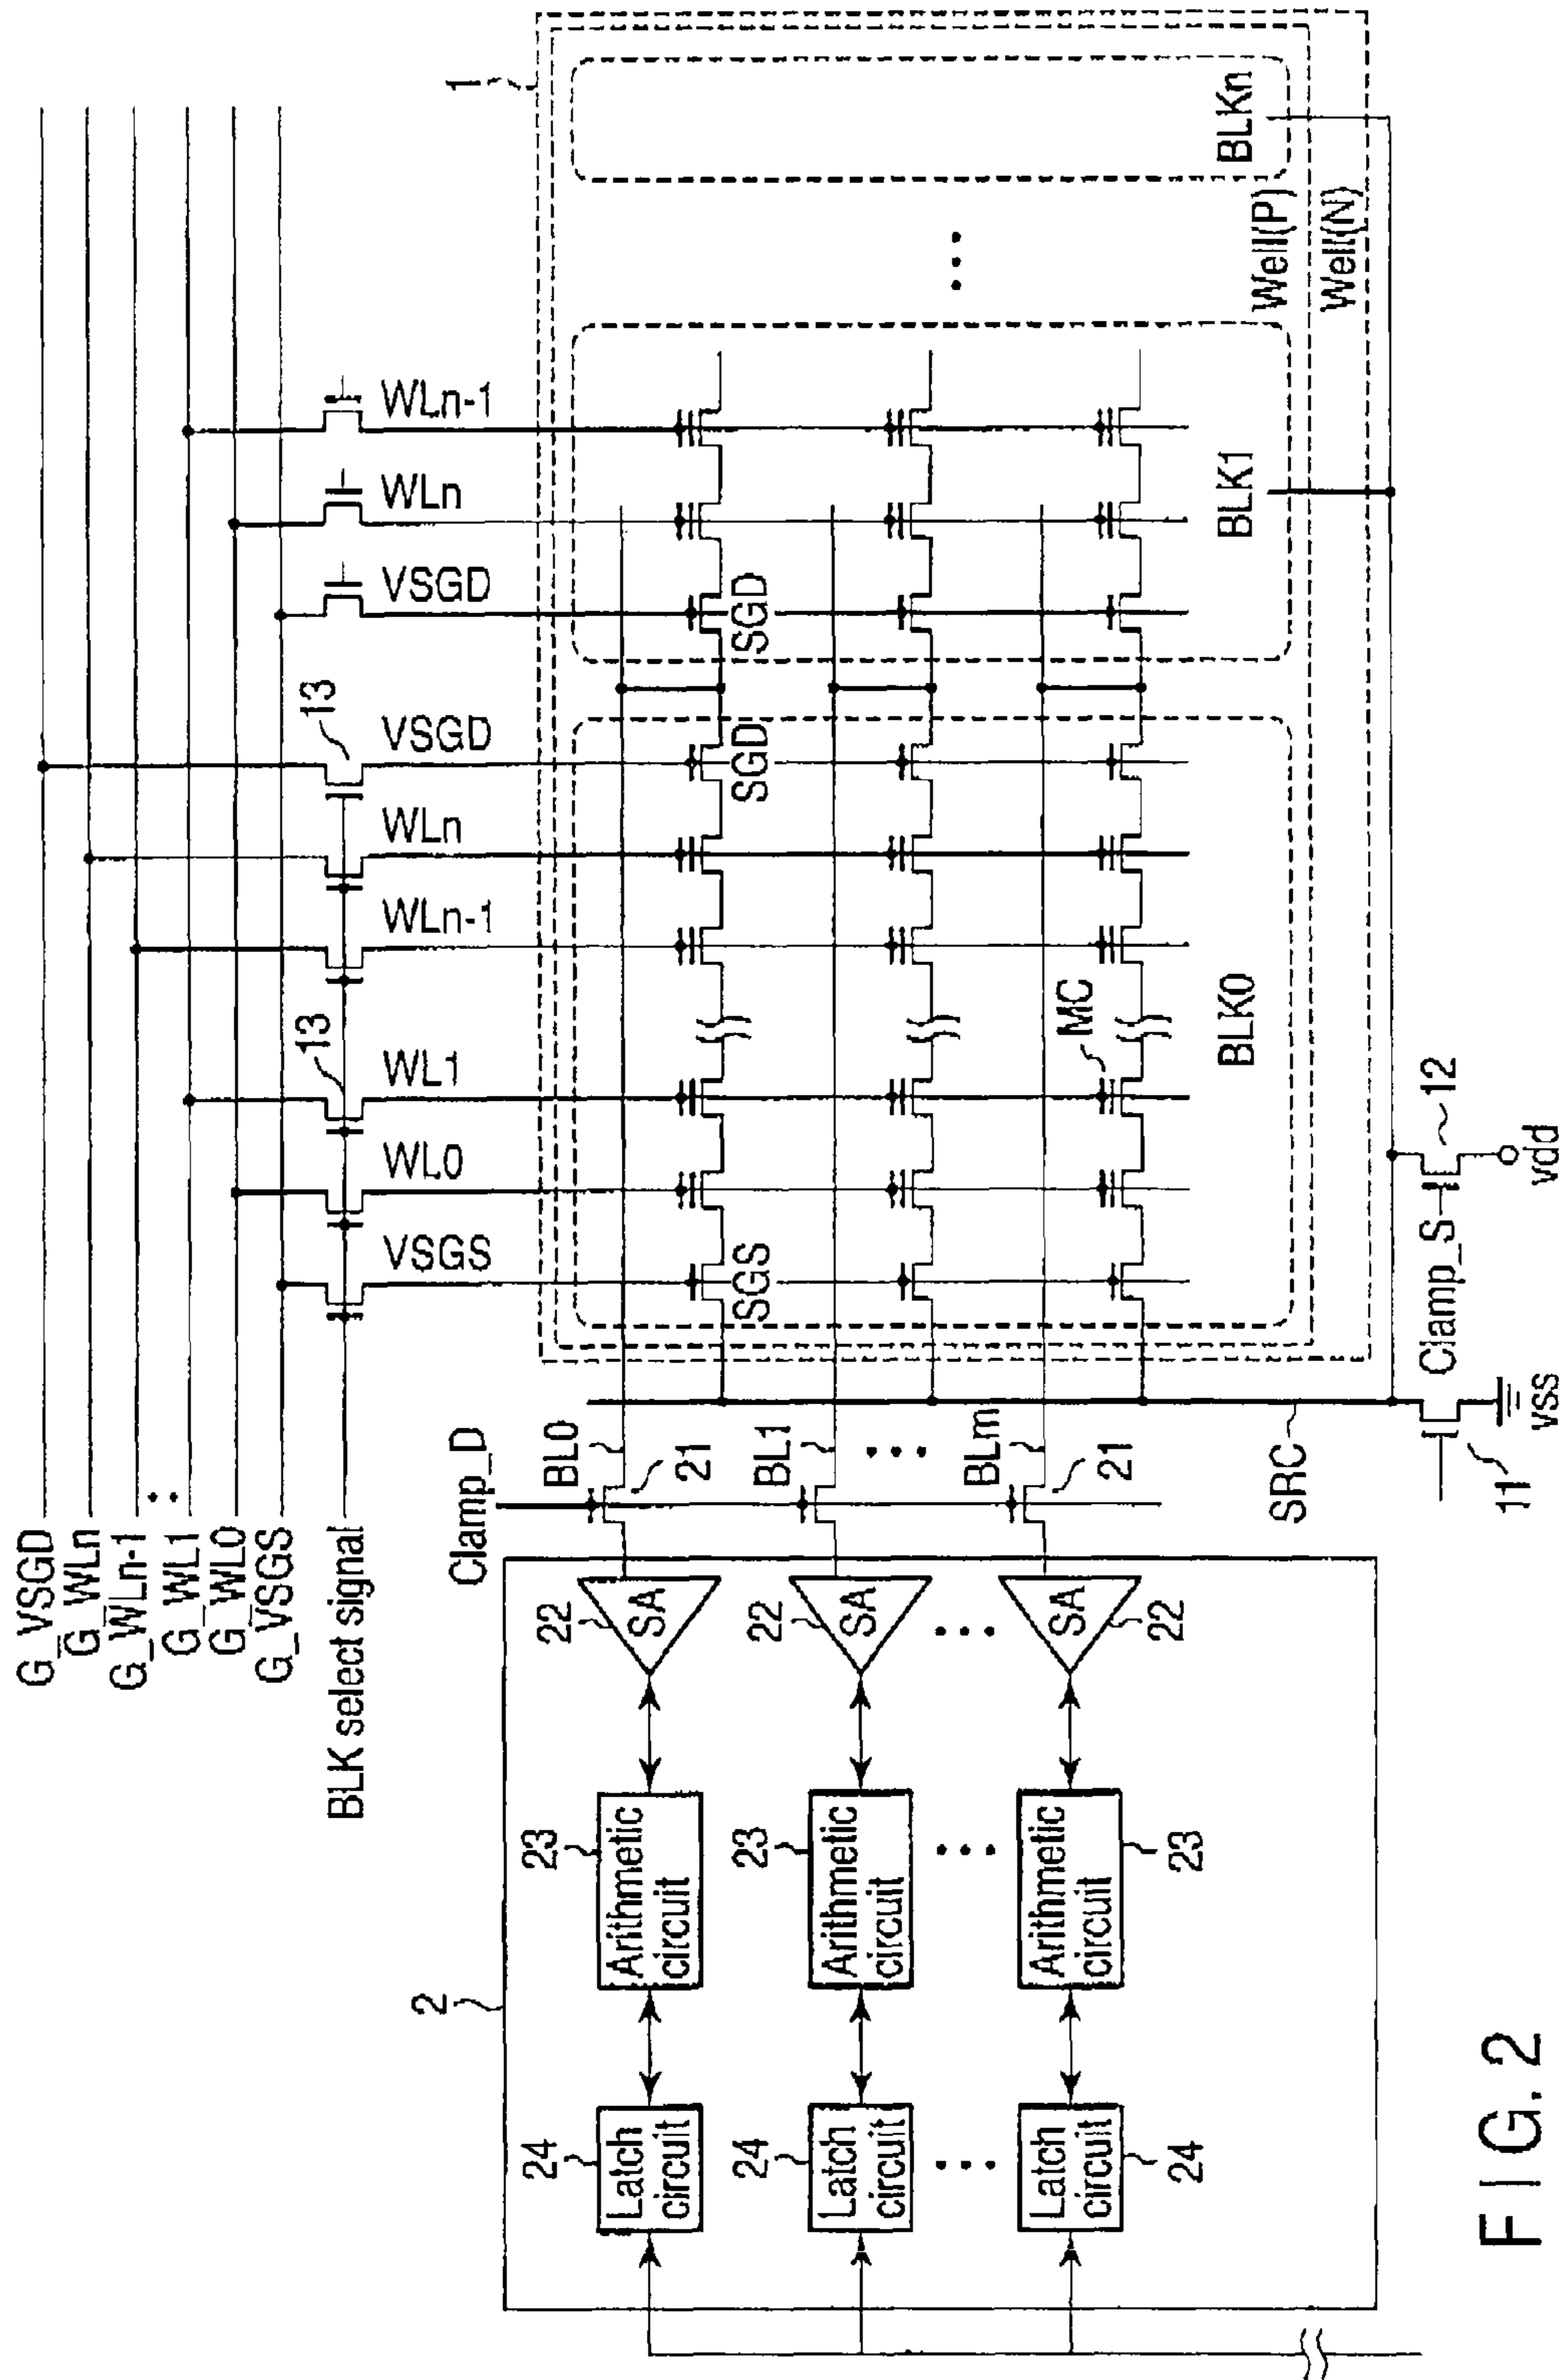 G_VSGD
G_WLn
G_WLn-1
G_WL1
G_WL0
G_VSGS
BLK select signal
13
13
VSGS
WL0
WL1
WLn-1
WLn
VSGD
VSGD
WLn
WLn-1
1
2
Clamp_D
24
Latch circuit
23
Arithmetic circuit
22
SA
BL0
21
SGS
SGD
SGD
24
Latch circuit
23
Arithmetic circuit
22
SA
BL1
24
Latch circuit
23
Arithmetic circuit
22
SA
BLm
21
MC
BLK0
BLK1
BLKn
Well(P)
Well(N)
SRC
11
vss
Clamp_S
12
vdd
FIG. 2